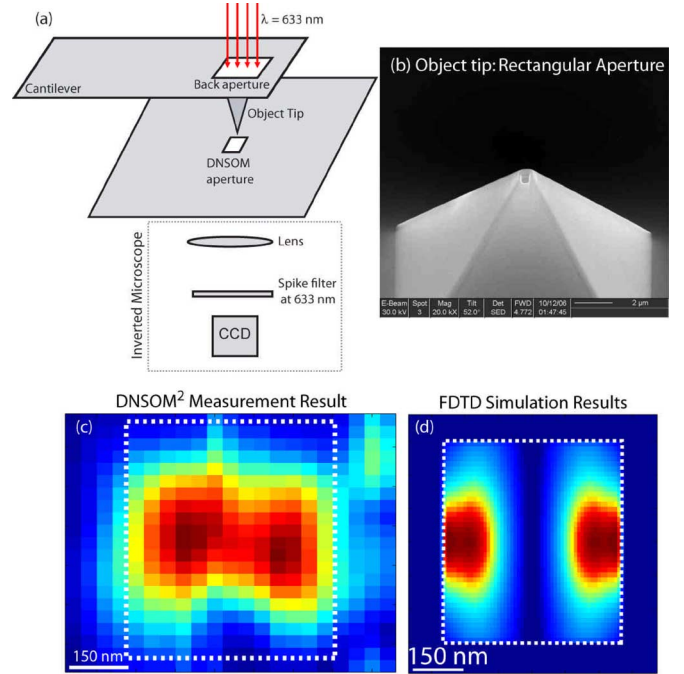 (a)
λ = 633 nm
Back aperture
Cantilever
Object Tip
DNSOM
aperture
Inverted Microscope
Lens
Spike filter
at 633 nm
CCD
(b) Object tip: Rectangular Aperture
E-Beam Spot Mag Tilt Det FWD 10/12/06 2 µm
30.0 kV 3 20.0 kX 52.0° SED 4.772 01:47:45
DNSOM² Measurement Result
(c)
150 nm
FDTD Simulation Results
(d)
150 nm